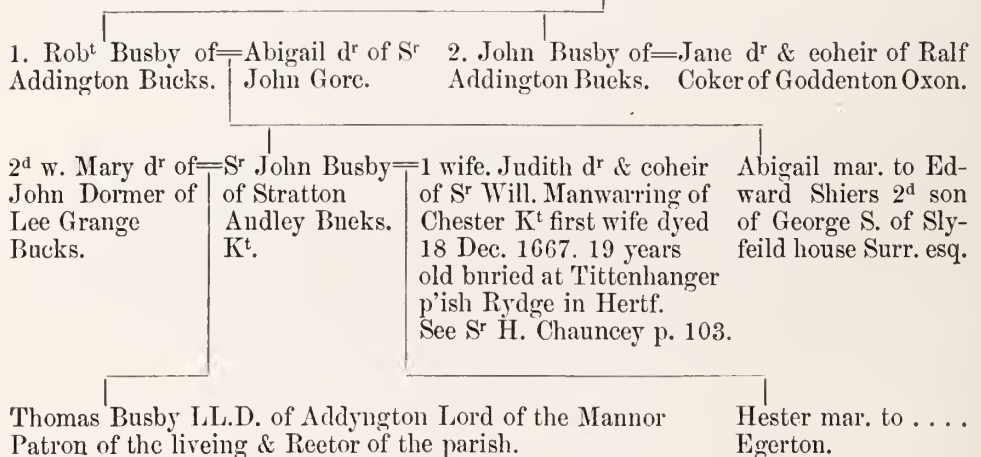 1. Robᵗ Busby of=Abigail dʳ of Sʳ
Addington Bucks. John Gore.
2. John Busby of=Jane dʳ & coheir of Ralf
Addington Bucks. Coker of Goddenton Oxon.
2ᵈ w. Mary dʳ of=
John Dormer of
Lee Grange
Bucks.
Sʳ John Busby=
of Stratton
Audley Bucks.
Kᵗ.
1 wife. Judith dʳ & coheir
of Sʳ Will. Manwarring of
Chester Kᵗ first wife dyed
18 Dec. 1667. 19 years
old buried at Tittenhanger
p'ish Rydge in Hertf.
See Sʳ H. Chauncey p. 103.
Abigail mar. to Ed-
ward Shiers 2ᵈ son
of George S. of Sly-
feild house Surr. esq.
Thomas Busby LL.D. of Addyngton Lord of the Mannor
Patron of the liveing & Rector of the parish.
Hester mar. to ....
Egerton.